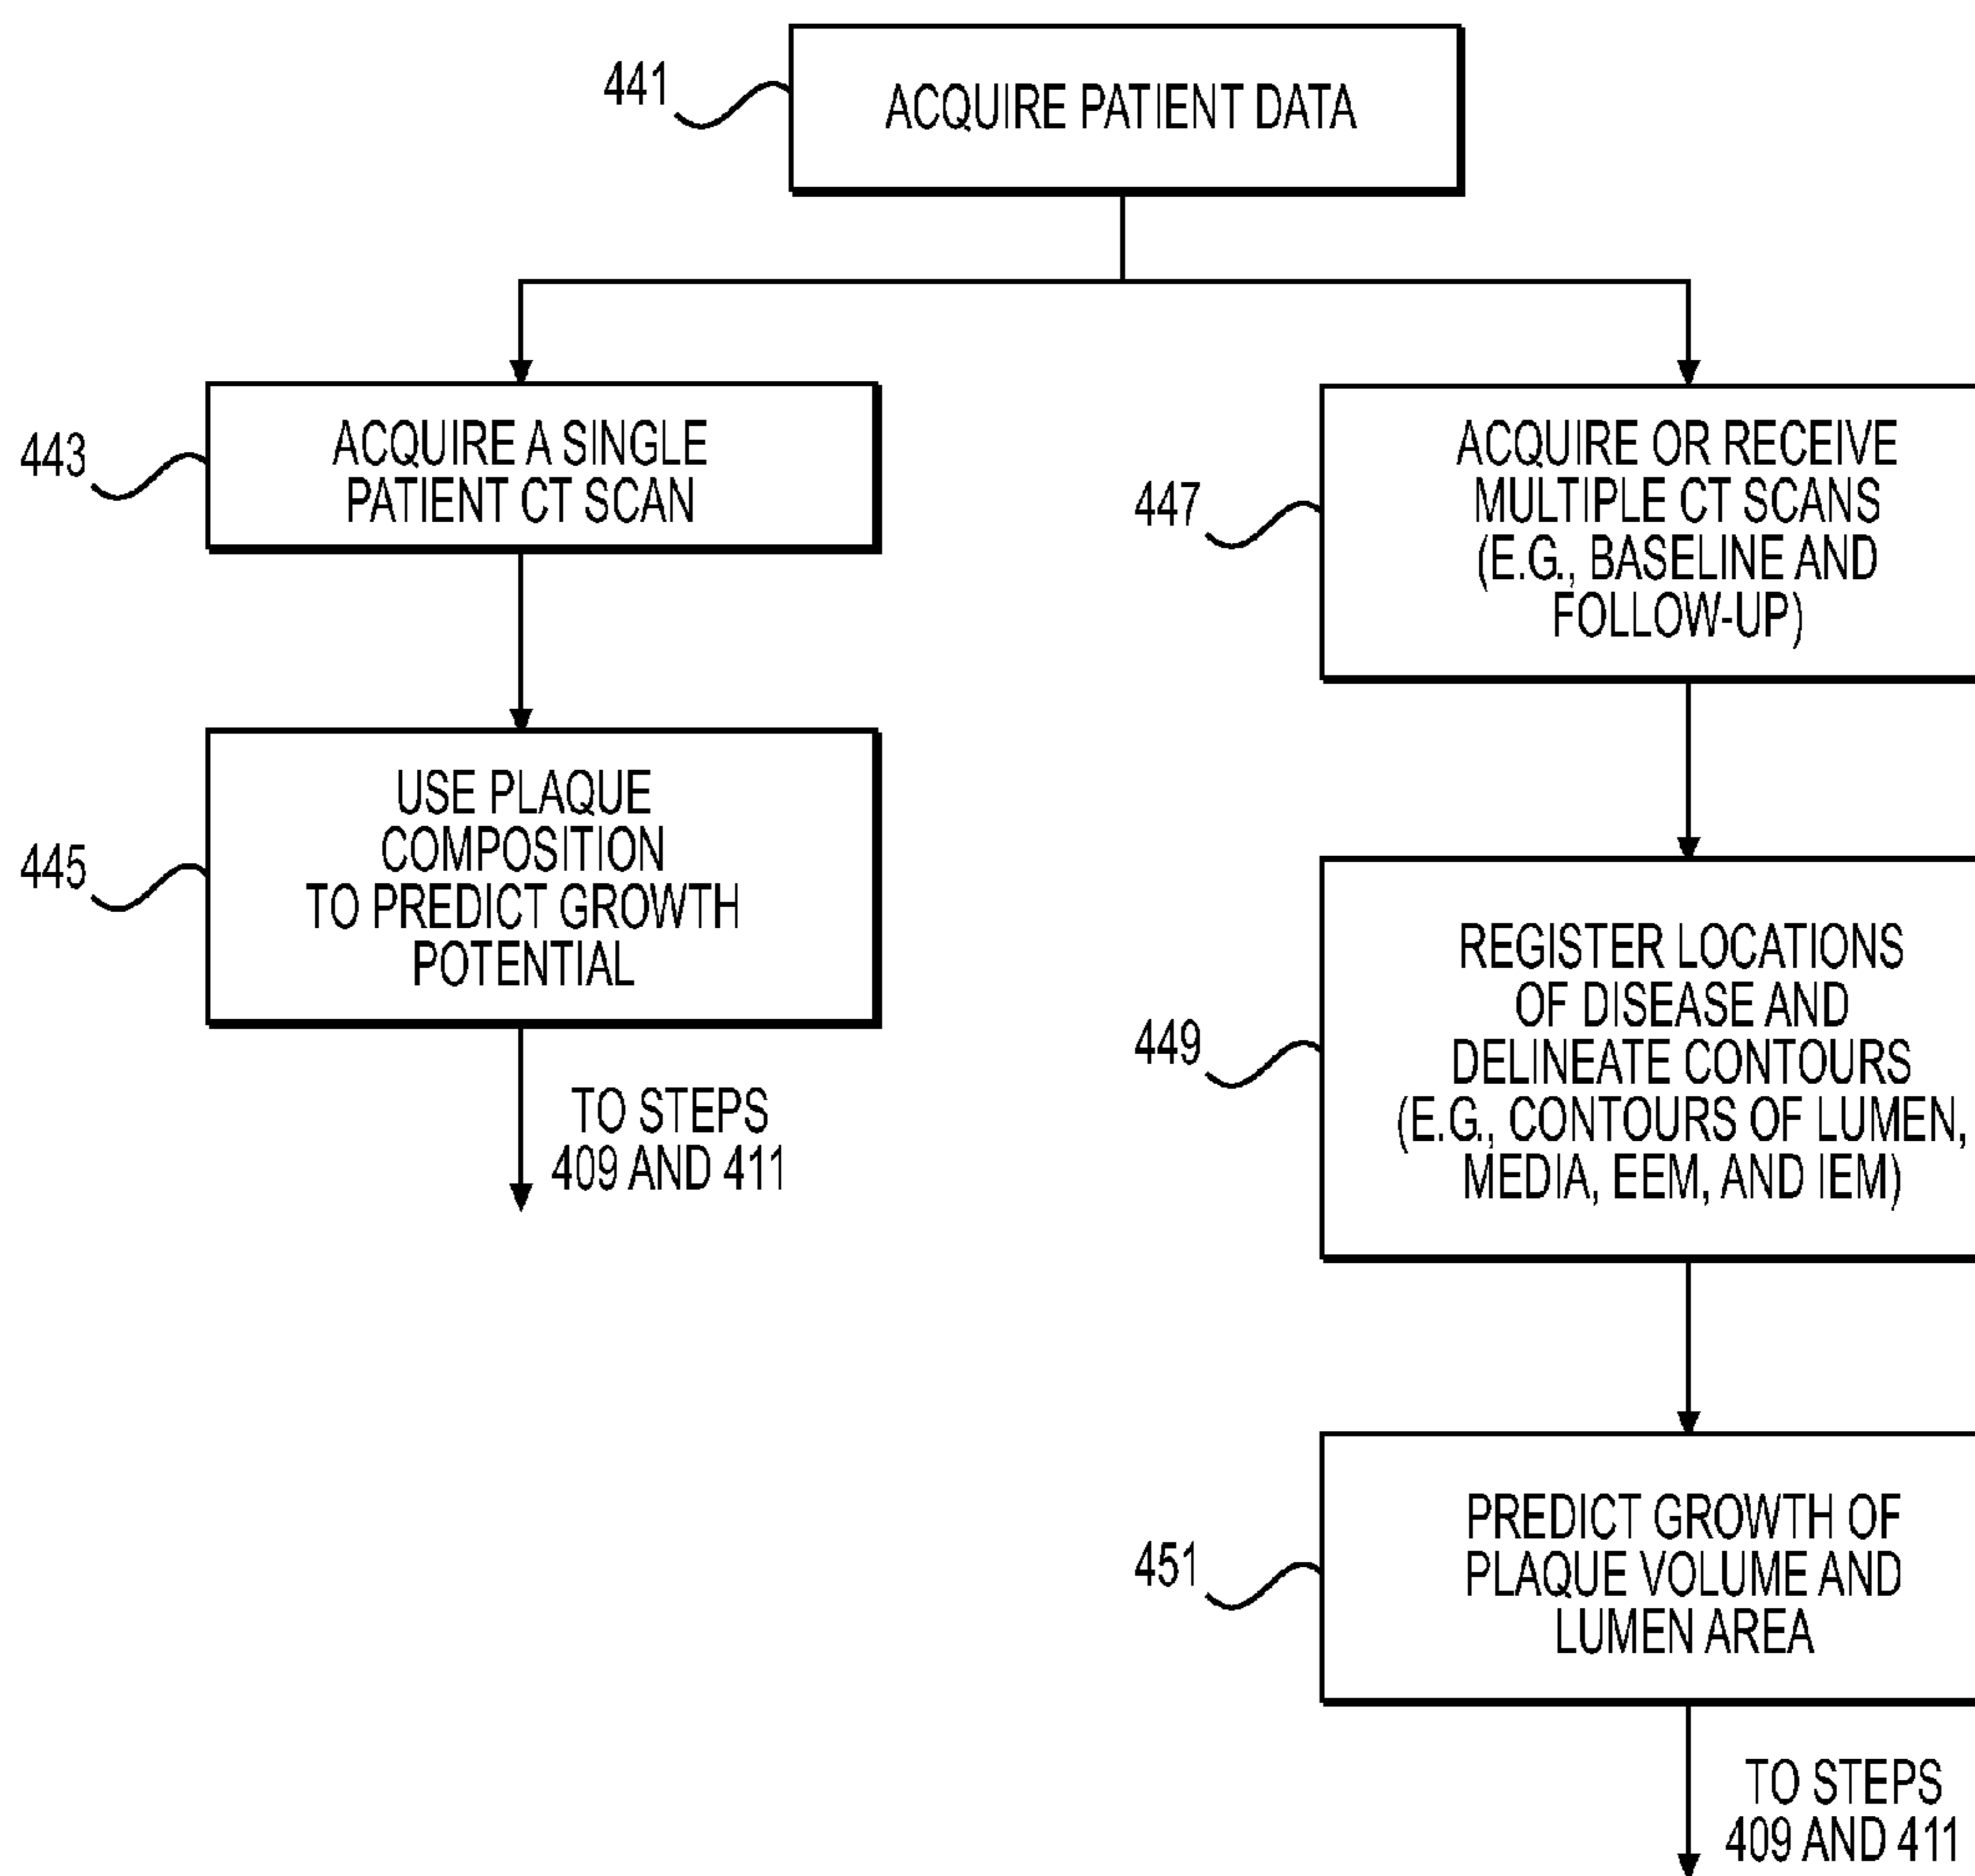 441
ACQUIRE PATIENT DATA
443
ACQUIRE A SINGLE
PATIENT CT SCAN
445
USE PLAQUE
COMPOSITION
TO PREDICT GROWTH
POTENTIAL
TO STEPS
409 AND 411
447
ACQUIRE OR RECEIVE
MULTIPLE CT SCANS
(E.G., BASELINE AND
FOLLOW-UP)
449
REGISTER LOCATIONS
OF DISEASE AND
DELINEATE CONTOURS
(E.G., CONTOURS OF LUMEN,
MEDIA, EEM, AND IEM)
451
PREDICT GROWTH OF
PLAQUE VOLUME AND
LUMEN AREA
TO STEPS
409 AND 411